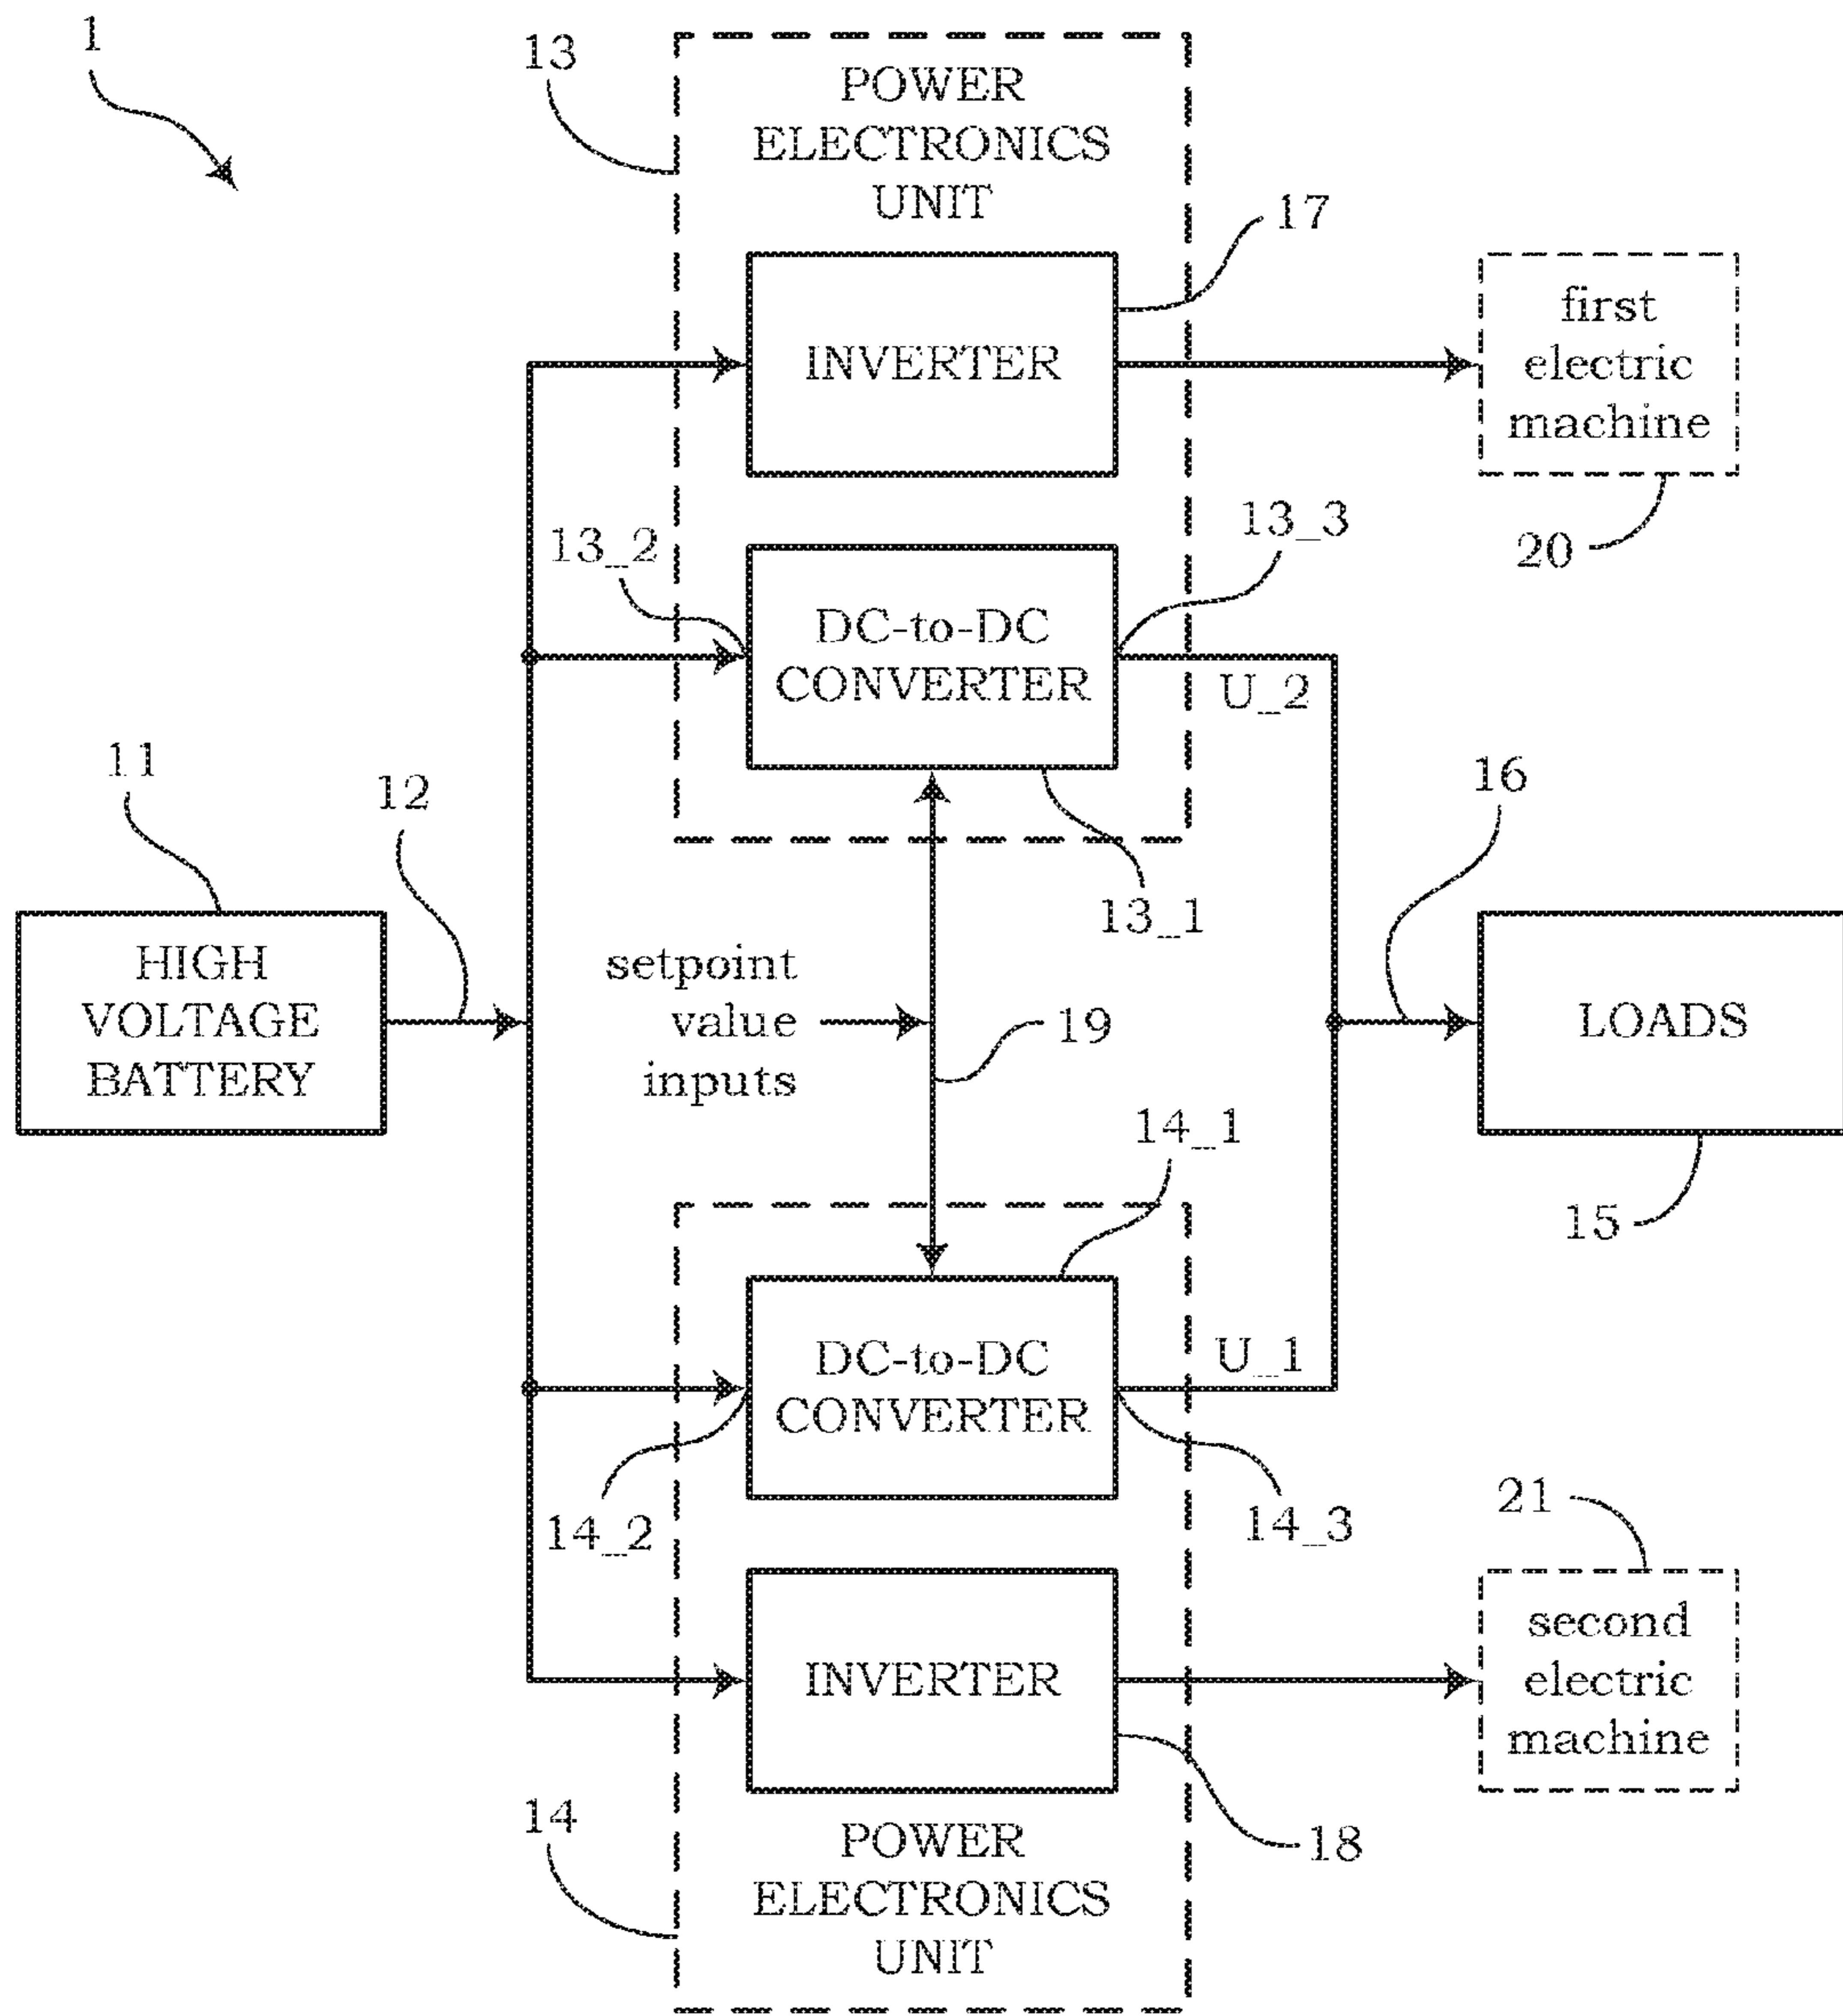 1
13
POWER
ELECTRONICS
UNIT
17
INVERTER
first
electric
machine
20
13_2
13_3
DC-to-DC
CONVERTER
U_2
13_1
11
12
16
HIGH
VOLTAGE
BATTERY
setpoint
value
inputs
19
LOADS
15
14_1
DC-to-DC
CONVERTER
U_1
14_2
14_3
21
INVERTER
second
electric
machine
18
14
POWER
ELECTRONICS
UNIT